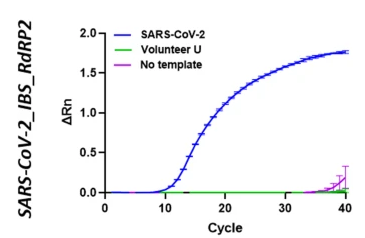 SARS-CoV-2_IBS_RdRP2
ΔRn
2.0
1.5
1.0
0.5
0.0
SARS-CoV-2
Volunteer U
No template
0 10 20 30 40
Cycle